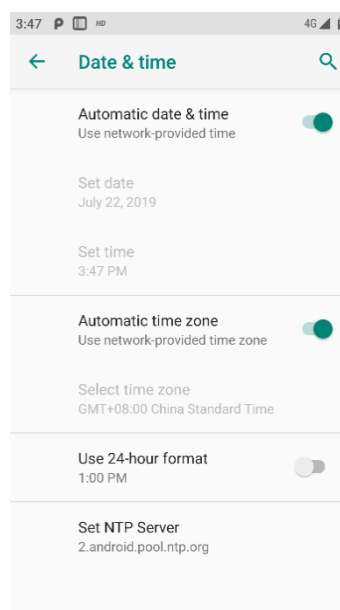 3:47 P HD 4G
Date & time
Automatic date & time
Use network-provided time
Set date
July 22, 2019
Set time
3:47 PM
Automatic time zone
Use network-provided time zone
Select time zone
GMT+08:00 China Standard Time
Use 24-hour format
1:00 PM
Set NTP Server
2.android.pool.ntp.org